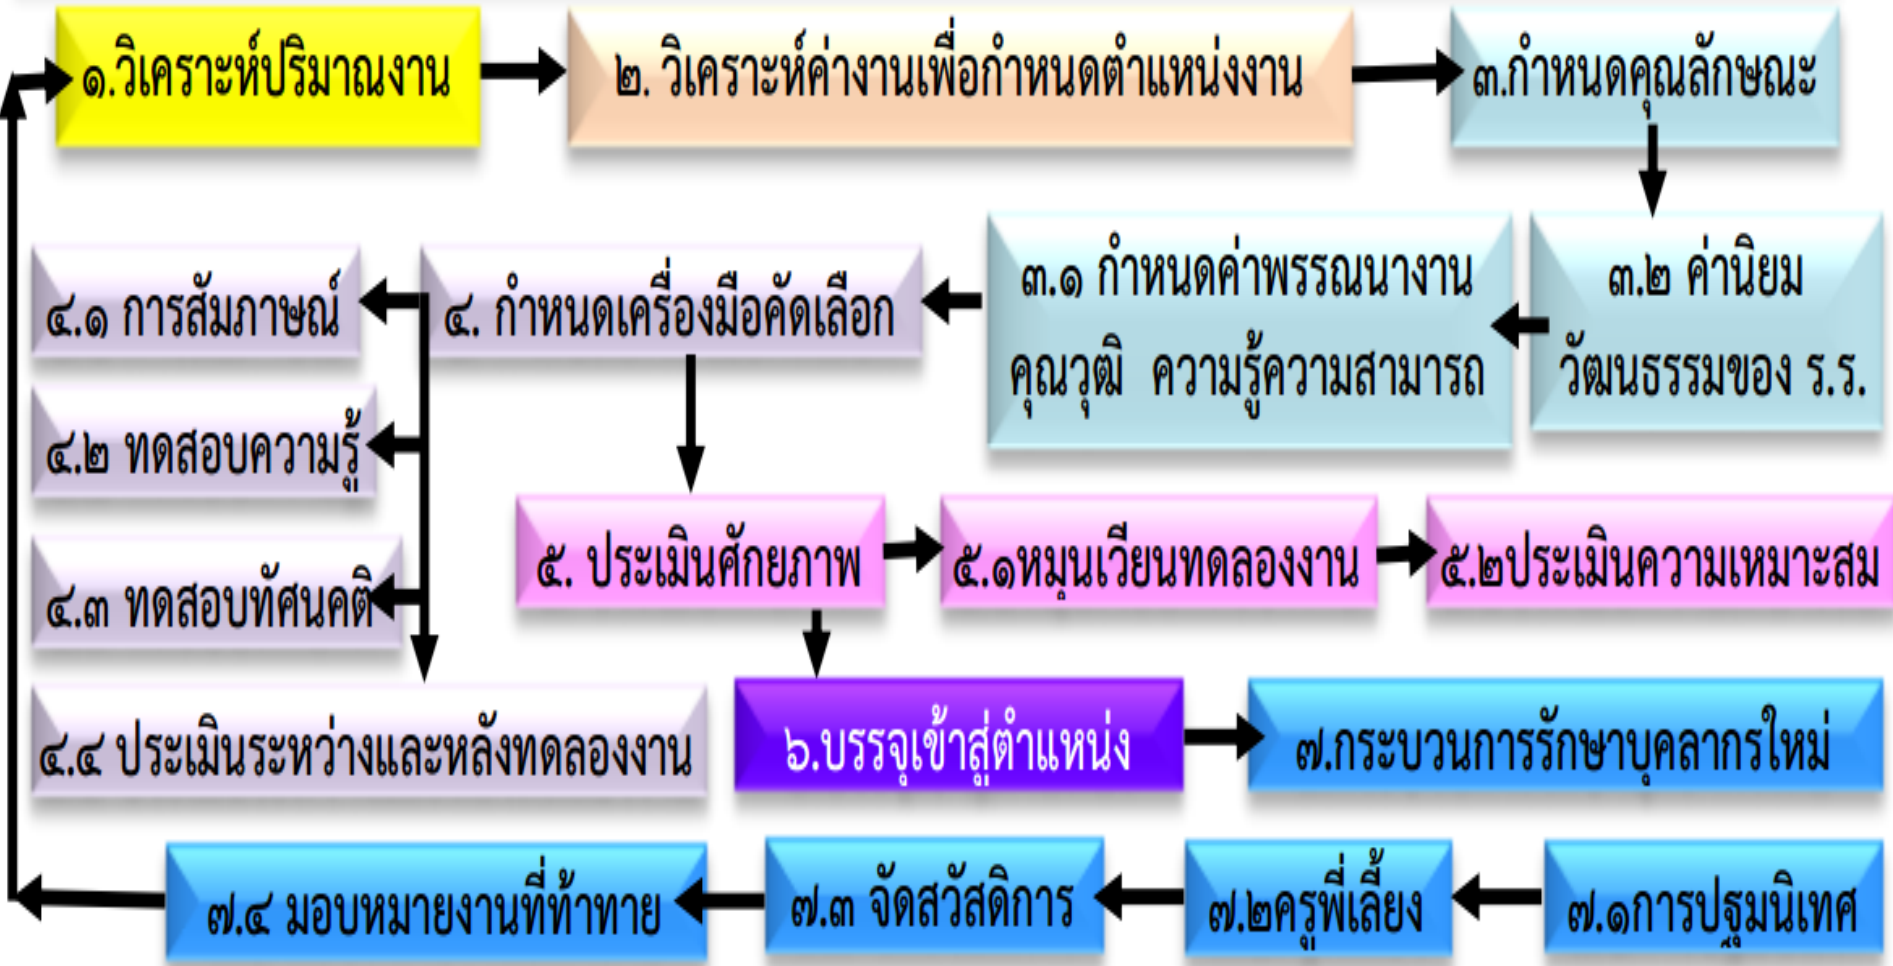 ๑.วิเคราะห์ปริมาณงาน
๒. วิเคราะห์ค่างานเพื่อกำหนดตำแหน่งงาน
๓.กำหนดคุณลักษณะ
๓.๒ ค่านิยม
วัฒนธรรมของ ร.ร.
๓.๑ กำหนดค่าพรรณนางาน
คุณวุฒิ ความรู้ความสามารถ
๔. กำหนดเครื่องมือคัดเลือก
๔.๑ การสัมภาษณ์
๔.๒ ทดสอบความรู้
๔.๓ ทดสอบทัศนคติ
๔.๔ ประเมินระหว่างและหลังทดลองงาน
๕. ประเมินศักยภาพ
๕.๑หมุนเวียนทดลองงาน
๕.๒ประเมินความเหมาะสม
๖.บรรจุเข้าสู่ตำแหน่ง
๗.กระบวนการรักษาบุคลากรใหม่
๗.๑การปฐมนิเทศ
๗.๒ครูพี่เลี้ยง
๗.๓ จัดสวัสดิการ
๗.๔ มอบหมายงานที่ท้าทาย